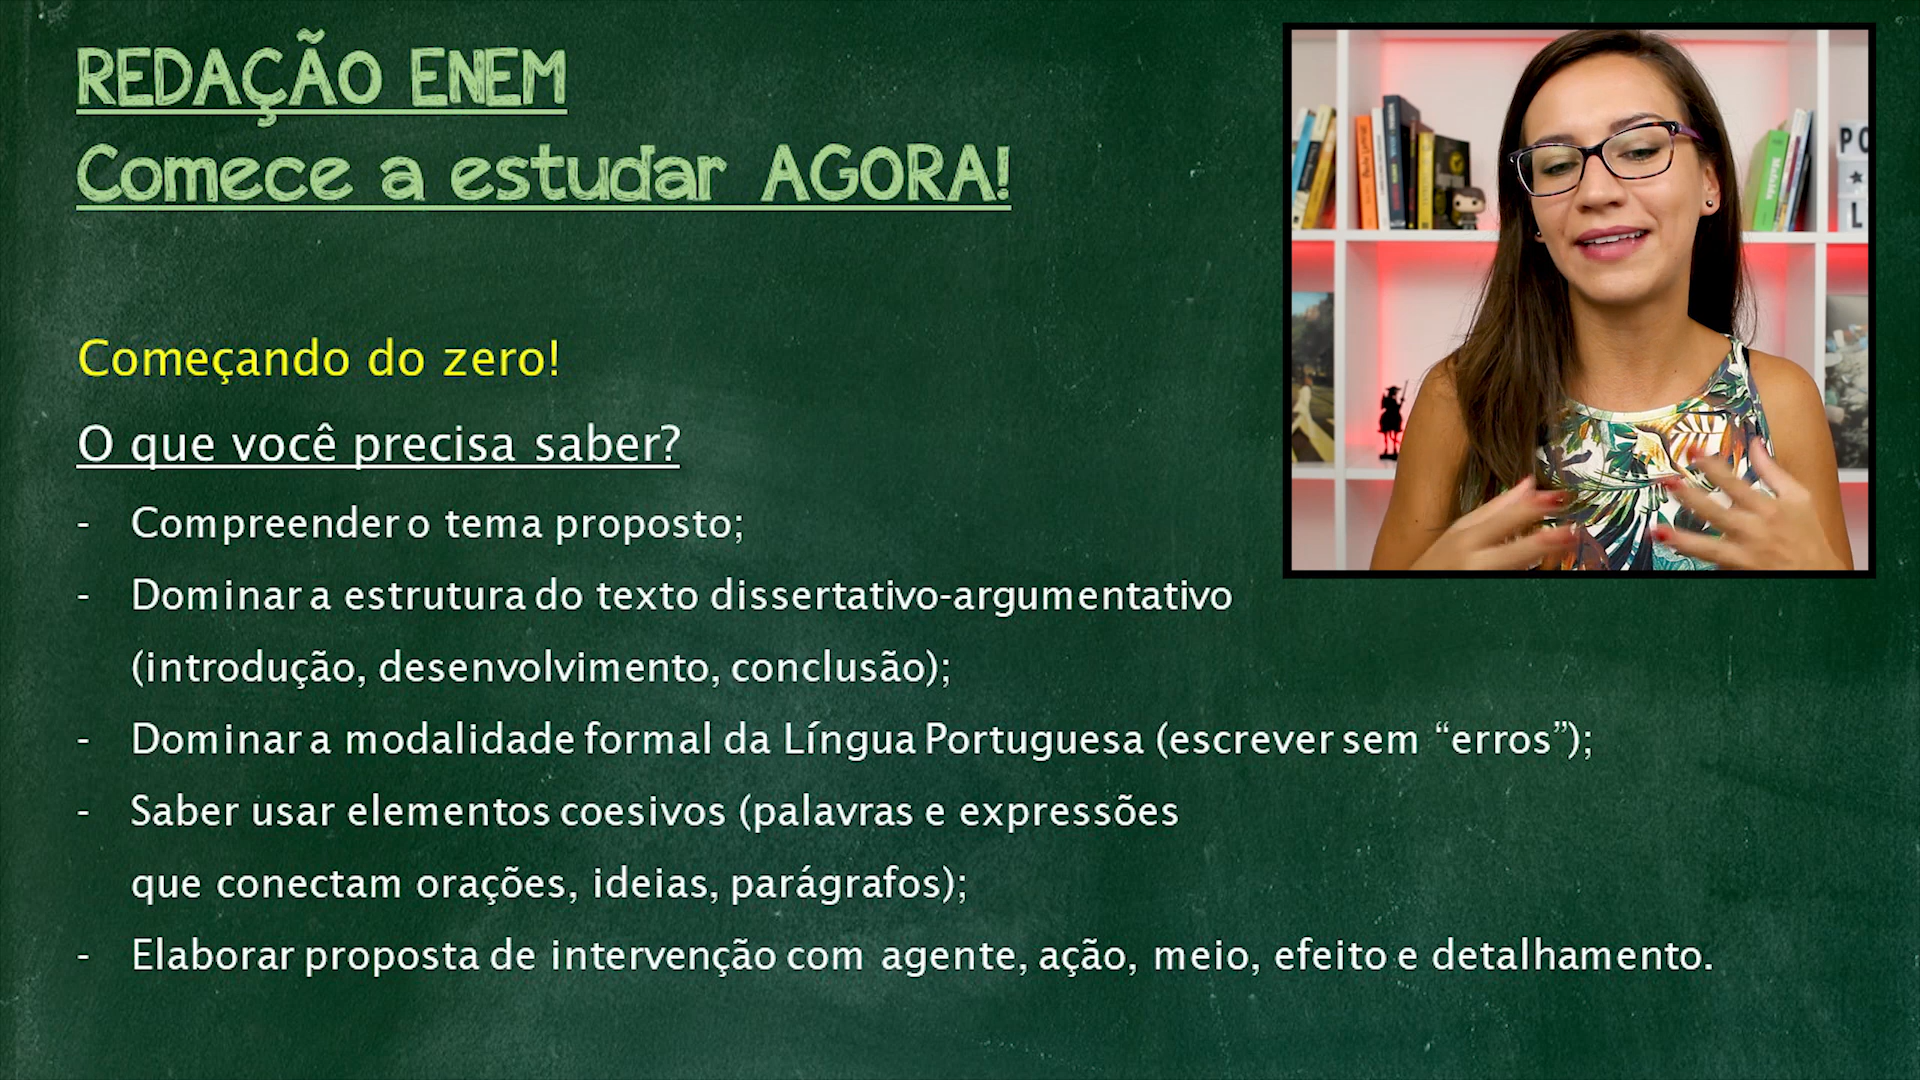 REDAÇÃO ENEM
Comece a estudar AGORA!
Começando do zero!
O que você precisa saber?
- Compreender o tema proposto;
- Dominar a estrutura do texto dissertativo-argumentativo
(introdução, desenvolvimento, conclusão);
- Dominar a modalidade formal da Língua Portuguesa (escrever sem “erros”);
- Saber usar elementos coesivos (palavras e expressões
que conectam orações, ideias, parágrafos);
- Elaborar proposta de intervenção com agente, ação, meio, efeito e detalhamento.
Mafalda
PO
L